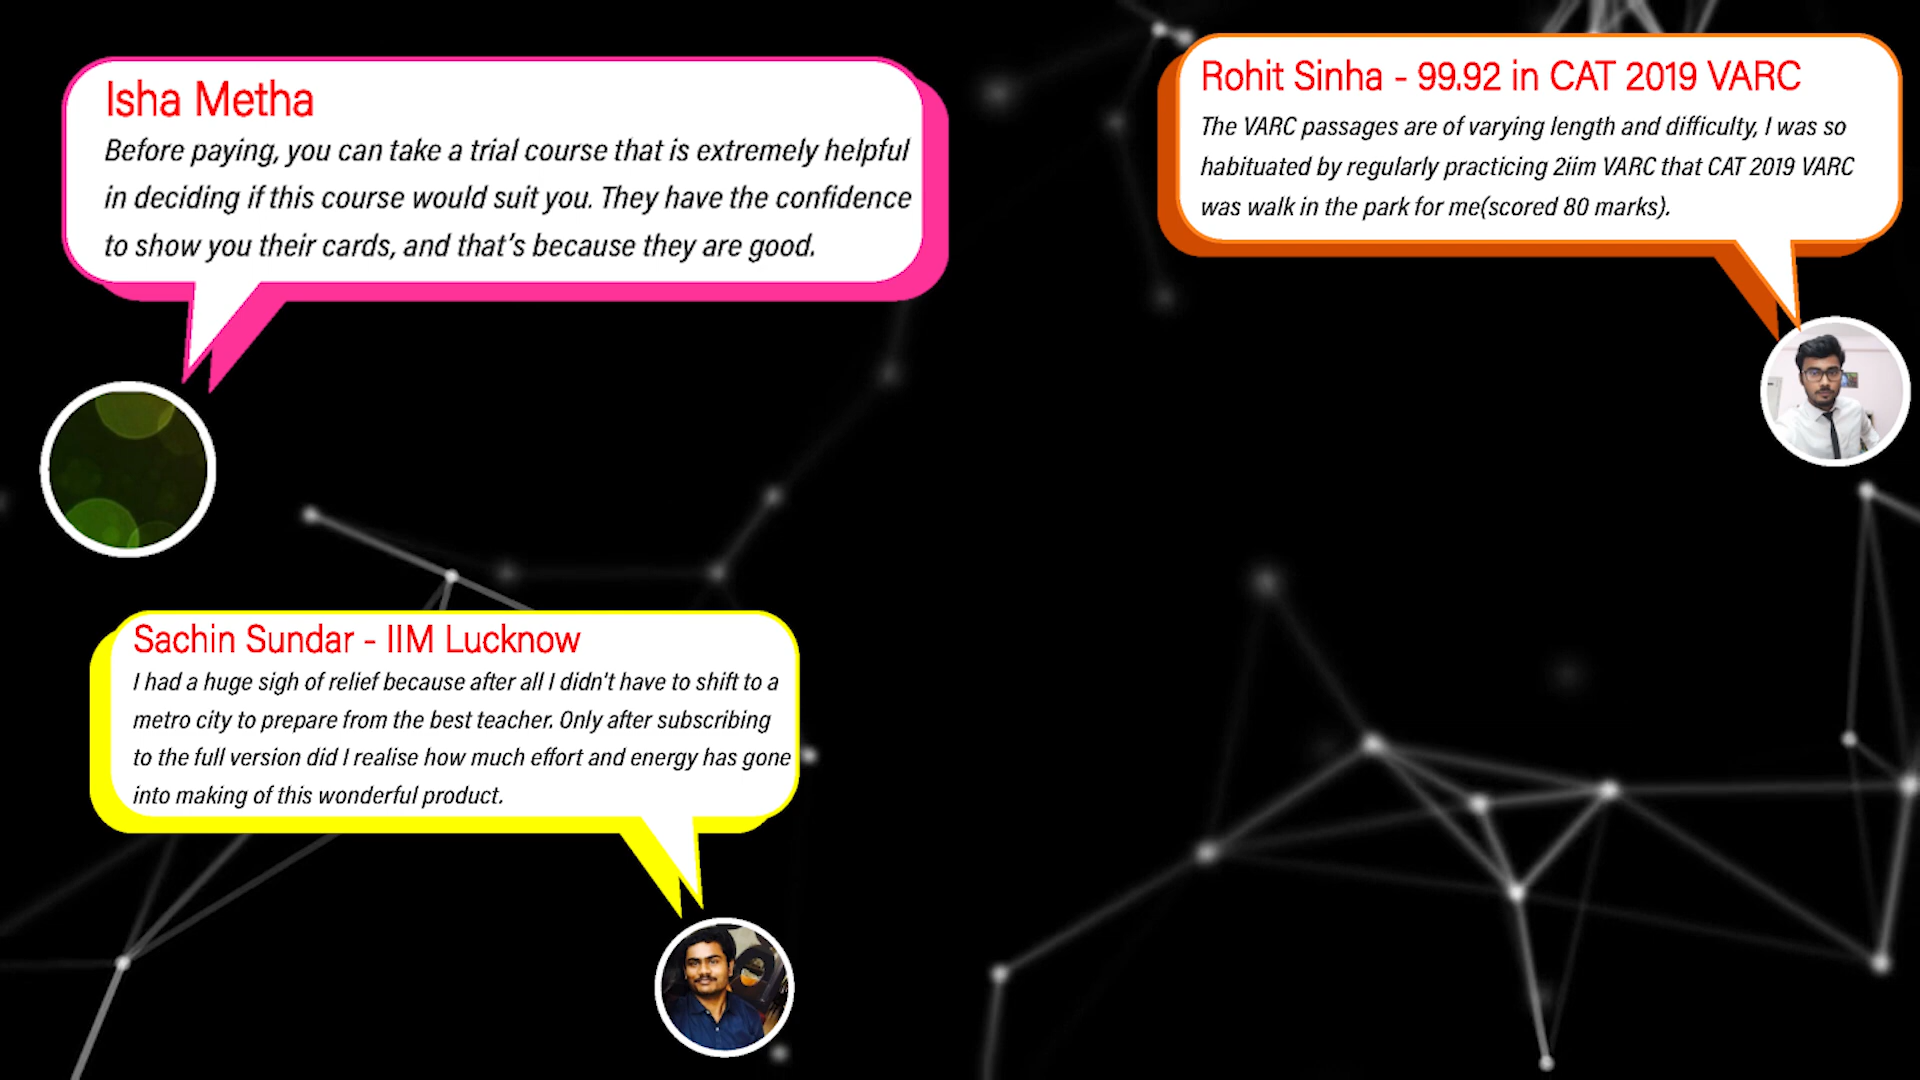 Isha Metha
Before paying, you can take a trial course that is extremely helpful
in deciding if this course would suit you. They have the confidence
to show you their cards, and that's because they are good.
Rohit Sinha - 99.92 in CAT 2019 VARC
The VARC passages are of varying length and difficulty, I was so
habituated by regularly practicing 2iim VARC that CAT 2019 VARC
was walk in the park for me(scored 80 marks).
Sachin Sundar - IIM Lucknow
I had a huge sigh of relief because after all I didn't have to shift to a
metro city to prepare from the best teacher. Only after subscribing
to the full version did I realise how much effort and energy has gone
into making of this wonderful product.